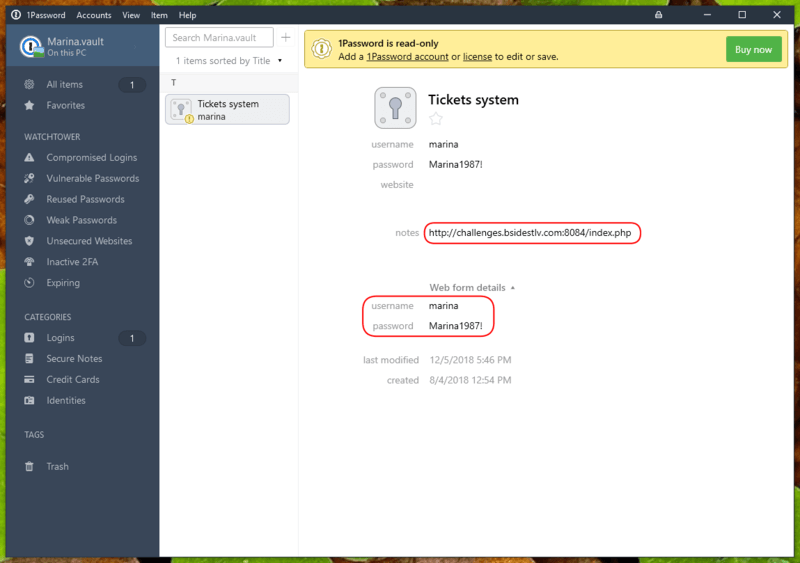 1Password Accounts View Item Help
Marina.vault
On this PC
All items 1
Favorites
WATCHTOWER
Compromised Logins
Vulnerable Passwords
Reused Passwords
Weak Passwords
Unsecured Websites
Inactive 2FA
Expiring
CATEGORIES
Logins 1
Secure Notes
Credit Cards
Identities
TAGS
Trash
Search Marina.vault
1 items sorted by Title
T
Tickets system
marina
1Password is read-only
Add a 1Password account or license to edit or save.
Buy now
Tickets system
username marina
password Marina1987!
website
notes http://challenges.bsidestlv.com:8084/index.php
Web form details
username marina
password Marina1987!
last modified 12/5/2018 5:46 PM
created 8/4/2018 12:54 PM